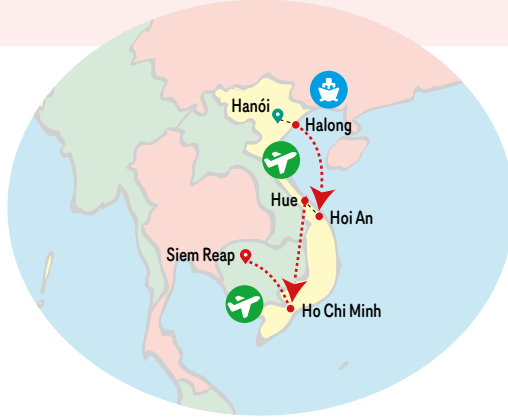 Hanói
Halong
Hue
Hoi An
Siem Reap
Ho Chi Minh